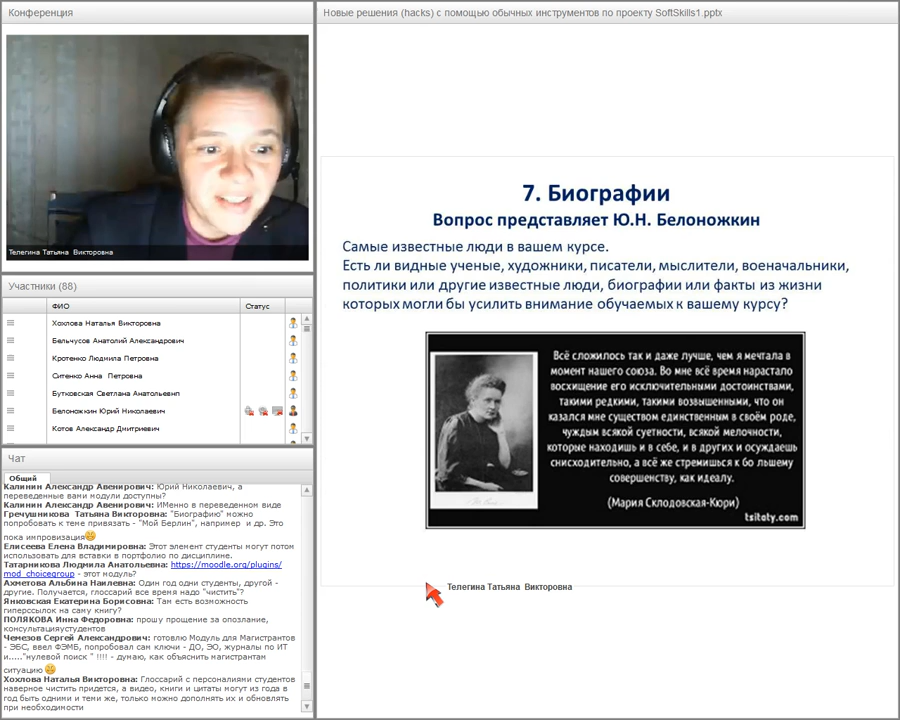 Конференция
Телегина Татьяна Викторовна
Участники (88)
ФИО
Статус
Хохлова Наталья Викторовна
Бельчусов Анатолий Александрович
Кротенко Людмила Петровна
Ситенко Анна Петровна
Бутковская Светлана Анатольевнп
Белоножкин Юрий Николаевич
Котов Александр Дмитриевич
Чат
Общий
Калинин Александр Авенирович: Юрий Николаевич, а
переведенные вами модули доступны?
Калинин Александр Авенирович: ИМенно в переведенном виде
Гречушникова Татьяна Викторовна: "Биографию" можно
попробовать к теме привязать - "Мой Берлин", например и др. Это
пока импровизация
Елисеева Елена Владимировна: Этот элемент студенты могут потом
использовать для вставки в портфолио по дисциплине.
Татарникова Людмила Анатольевна: https://moodle.org/plugins/
mod_choicegroup - этот модуль?
Ахметова Альбина Наилевна: Один год одни студенты, другой -
другие. Получается, глоссарий все время надо "чистить"?
Янковская Екатерина Борисовна: Там есть возможность
гиперссылок на саму книгу?
ПОЛЯКОВА Инна Федоровна: прошу прощение за опозлание,
консультациястудентов
Чемезов Сергей Александрович: готовлю Модуль для Магистрантов
- ЭБС, ввел ФЭМБ, попробовал сам ключи - ДО, ЭО, журналы по ИТ
и....."нулевой поиск " !!!! - думаю, как объяснить магистрантам
ситуацию
Хохлова Наталья Викторовна: Глоссарий с персоналиями студентов
наверное чистить придется, а видео, книги и цитаты могут из года в
год быть одними и теми же, только можно дополнять их и обновлять
при необходимости
Новые решения (hacks) с помощью обычных инструментов по проекту SoftSkills1.pptx
7. Биографии
Вопрос представляет Ю.Н. Белоножкин
Самые известные люди в вашем курсе.
Есть ли видные ученые, художники, писатели, мыслители, военачальники,
политики или другие известные люди, биографии или факты из жизни
которых могли бы усилить внимание обучаемых к вашему курсу?
Всё сложилось так и даже лучше, чем я мечтала в
момент нашего союза. Во мне всё время нарастало
восхищение его исключительными достоинствами,
такими редкими, такими возвышенными, что он
казался мне существом единственным в своём роде,
чуждым всякой суетности, всякой мелочности,
которые находишь и в себе, и в других и осуждаешь
снисходительно, а всё же стремишься к бо льшему
совершенству, как идеалу.
(Мария Склодовская-Кюри)
tsitaty.com
Телегина Татьяна Викторовна